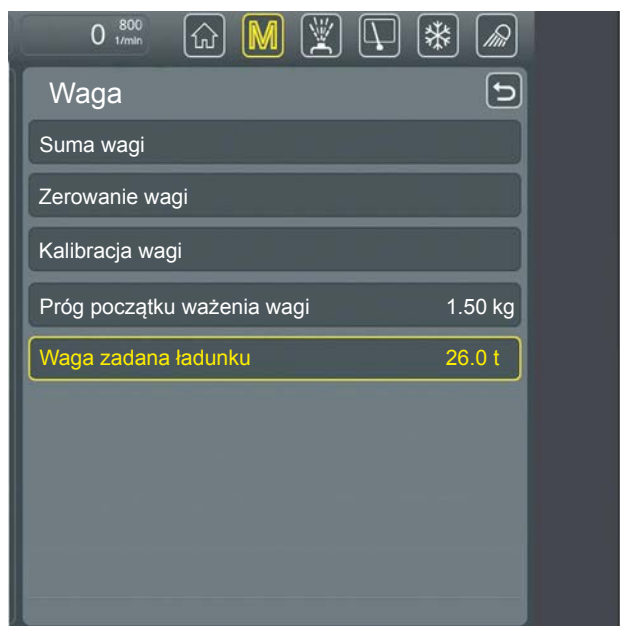 0 800 1/min M
Waga
Suma wagi
Zerowanie wagi
Kalibracja wagi
Próg początku ważenia wagi 1.50 kg
Waga zadana ładunku 26.0 t